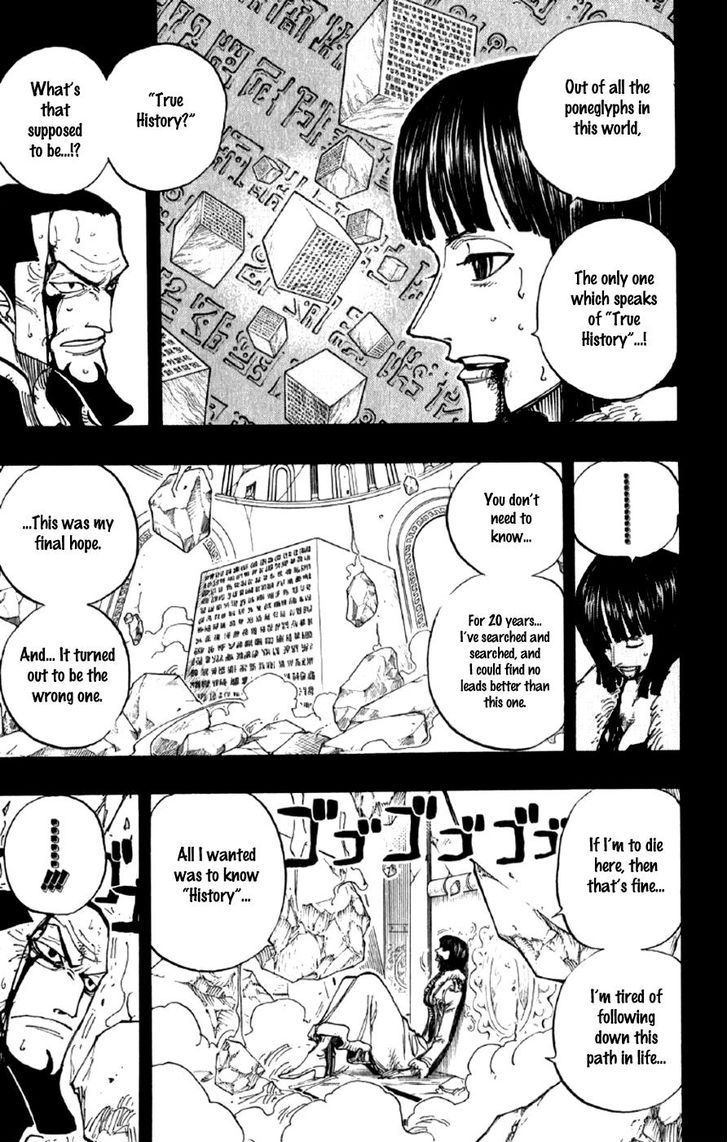 Out of all the
poneglyphs in
this world,
The only one
which speaks
of "True
History"...!
"True
History?"
What's
that
supposed
to be...!?
.........
You don't
need to
know...
For 20 years...
I've searched and
searched, and
I could find no
leads better than
this one.
...This was my
final hope.
And... It turned
out to be the
wrong one.
If I'm to die
here, then
that's fine...
I'm tired of
following
down this
path in life...
ゴゴゴゴゴゴ
All I wanted
was to know
"History"...
......!!!